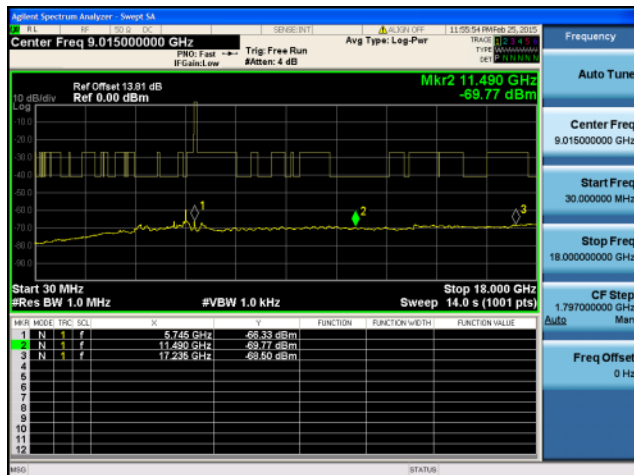 Agilent Spectrum Analyzer - Swept SA
RL RF 50 Ω DC SENSE:INT ALIGN OFF 11:55:54 PM Feb 25, 2015
Center Freq 9.015000000 GHz
PNO: Fast
IFGain:Low
Trig: Free Run
#Atten: 4 dB
Avg Type: Log-Pwr
TRACE 1 2 3 4 5 6
TYPE
DET P N N N N N
Ref Offset 13.81 dB
10 dB/div Ref 0.00 dBm
Log
Mkr2 11.490 GHz
-69.77 dBm
-10.0
-20.0
-30.0
-40.0
-50.0
-60.0
-70.0
-80.0
-90.0
1
2
3
Start 30 MHz Stop 18.000 GHz
#Res BW 1.0 MHz #VBW 1.0 kHz Sweep 14.0 s (1001 pts)
MKR MODE TRC SCL X Y FUNCTION FUNCTION WIDTH FUNCTION VALUE
1 N 1 f 5.745 GHz -66.33 dBm
2 N 1 f 11.490 GHz -69.77 dBm
3 N 1 f 17.235 GHz -68.50 dBm
4
5
6
7
8
9
10
11
12
MSG STATUS
Frequency
Auto Tune
Center Freq
9.015000000 GHz
Start Freq
30.000000 MHz
Stop Freq
18.000000000 GHz
CF Step
1.797000000 GHz
Auto Man
Freq Offset
0 Hz